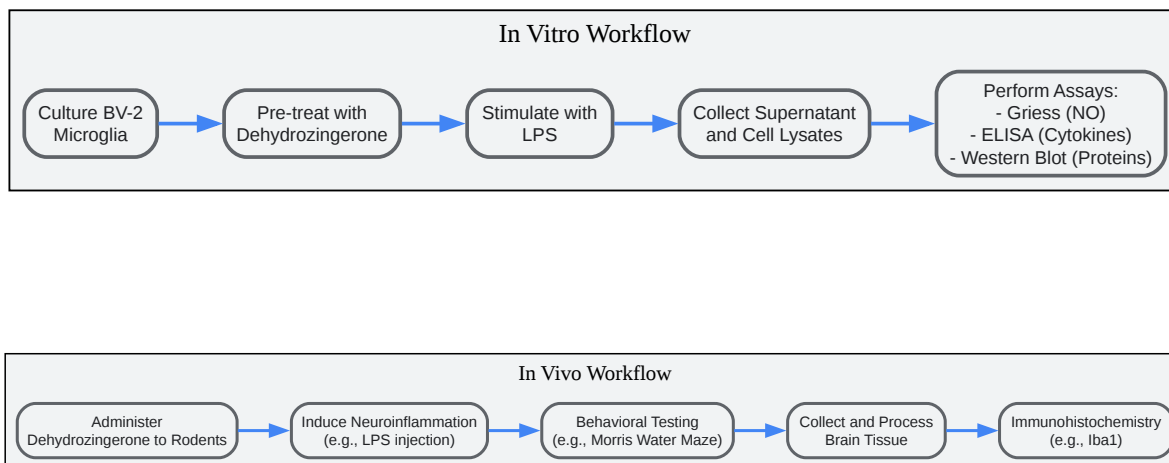 In Vitro Workflow
Culture BV-2
Microglia
Pre-treat with
Dehydrozingerone
Stimulate with
LPS
Collect Supernatant
and Cell Lysates
Perform Assays:
- Griess (NO)
- ELISA (Cytokines)
- Western Blot (Proteins)
In Vivo Workflow
Administer
Dehydrozingerone to Rodents
Induce Neuroinflammation
(e.g., LPS injection)
Behavioral Testing
(e.g., Morris Water Maze)
Collect and Process
Brain Tissue
Immunohistochemistry
(e.g., Iba1)